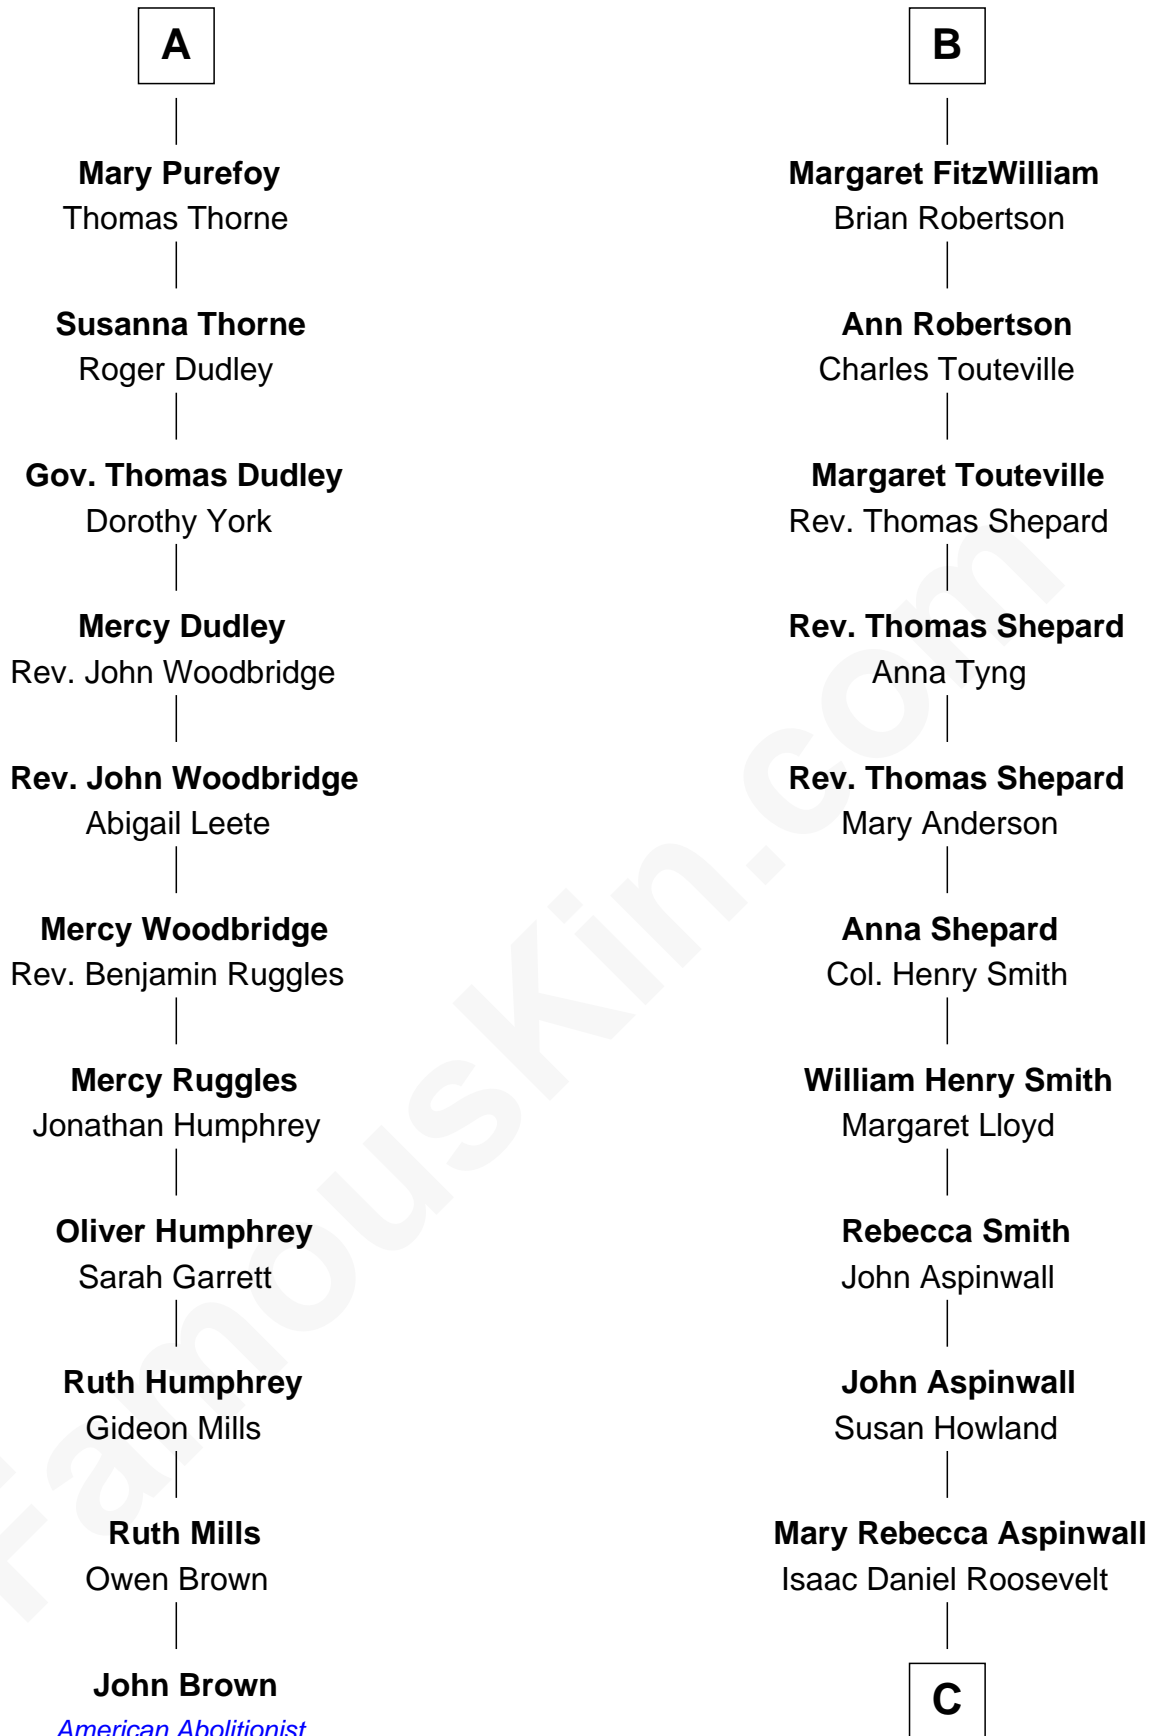 A
Mary Purefoy
Thomas Thorne
Susanna Thorne
Roger Dudley
Gov. Thomas Dudley
Dorothy York
Mercy Dudley
Rev. John Woodbridge
Rev. John Woodbridge
Abigail Leete
Mercy Woodbridge
Rev. Benjamin Ruggles
Mercy Ruggles
Jonathan Humphrey
Oliver Humphrey
Sarah Garrett
Ruth Humphrey
Gideon Mills
Ruth Mills
Owen Brown
John Brown
American Abolitionist
B
Margaret FitzWilliam
Brian Robertson
Ann Robertson
Charles Touteville
Margaret Touteville
Rev. Thomas Shepard
Rev. Thomas Shepard
Anna Tyng
Rev. Thomas Shepard
Mary Anderson
Anna Shepard
Col. Henry Smith
William Henry Smith
Margaret Lloyd
Rebecca Smith
John Aspinwall
John Aspinwall
Susan Howland
Mary Rebecca Aspinwall
Isaac Daniel Roosevelt
C
FamousKin.com